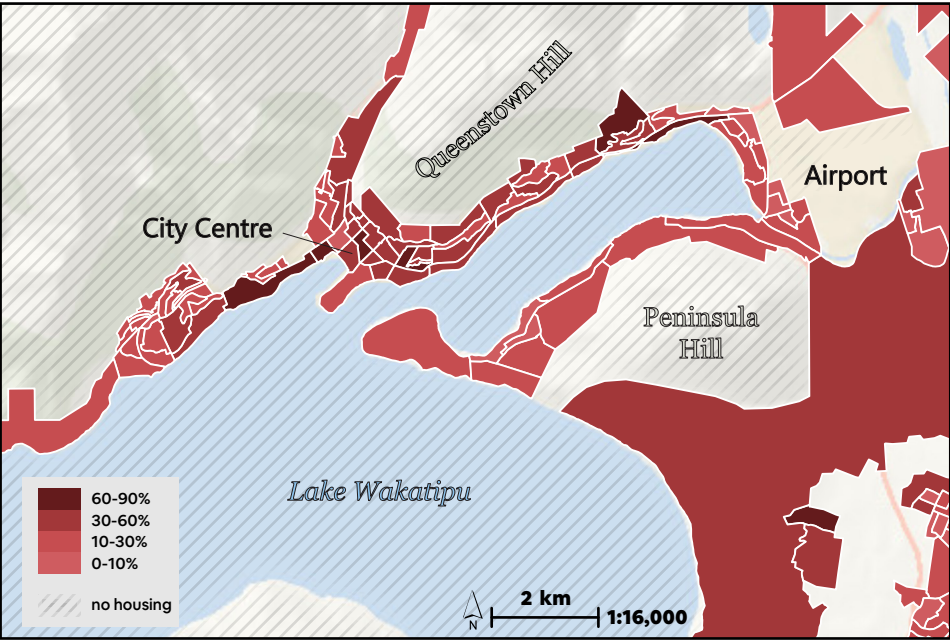 Queenstown Hill
City Centre
Airport
Peninsula
Hill
Lake Wakatipu
60-90%
30-60%
10-30%
0-10%
no housing
N
2 km
1:16,000